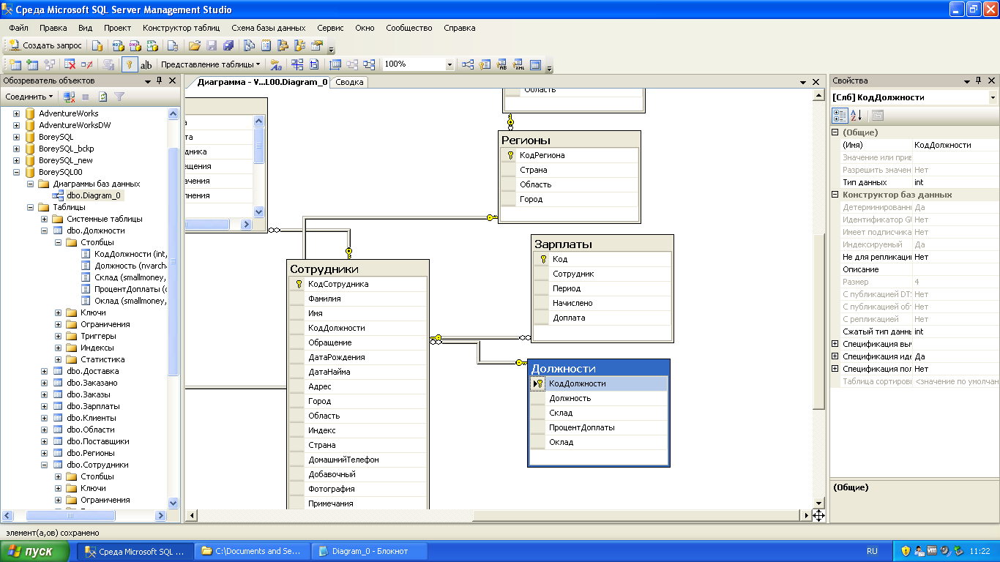 Среда Microsoft SQL Server Management Studio
Файл Правка Вид Проект Конструктор таблиц Схема базы данных Сервис Окно Сообщество Справка
Создать запрос
ab Представление таблицы 100%
Обозреватель объектов
Соединить
AdventureWorks
AdventureWorksDW
BoreySQL
BoreySQL_bckp
BoreySQL_new
BoreySQL00
Диаграммы баз данных
dbo.Diagram_0
Таблицы
Системные таблицы
dbo.Должности
Столбцы
КодДолжности (int,
Должность (nvarch
Склад (smallmoney,
ПроцентДоплаты (
Оклад (smallmoney,
Ключи
Ограничения
Триггеры
Индексы
Статистика
dbo.Доставка
dbo.Заказано
dbo.Заказы
dbo.Зарплаты
dbo.Клиенты
dbo.Области
dbo.Поставщики
dbo.Регионы
dbo.Сотрудники
Столбцы
Ключи
Ограничения
Диаграмма - V...L00.Diagram_0 Сводка
а
та
дника
ещения
ачения
лнения
Область
Регионы
КодРегиона
Страна
Область
Город
Зарплаты
Код
Сотрудник
Период
Начислено
Доплата
Сотрудники
КодСотрудника
Фамилия
Имя
КодДолжности
Обращение
ДатаРождения
ДатаНайма
Адрес
Город
Область
Индекс
Страна
ДомашнийТелефон
Добавочный
Фотография
Примечания
Должности
КодДолжности
Должность
Склад
ПроцентДоплаты
Оклад
Свойства
[Слб] КодДолжности
(Общие)
(Имя) КодДолжности
Значение или прив
Разрешить значен Нет
Тип данных int
Конструктор баз данных
Детерминированн Да
Идентификатор GI Нет
Имеет подписчика Нет
Индексируемый Да
Не для репликации Нет
Описание
Размер 4
С публикацией DT Нет
С публикацией об Нет
С репликацией Нет
Сжатый тип данны int
Спецификация вы
Спецификация иде Да
Спецификация пол Нет
Таблица сортиров <значение по умолчан
(Общие)
элемент(а,ов) сохранено
пуск Среда Microsoft SQL ... C:\Documents and Se... Diagram_0 - Блокнот RU 11:22